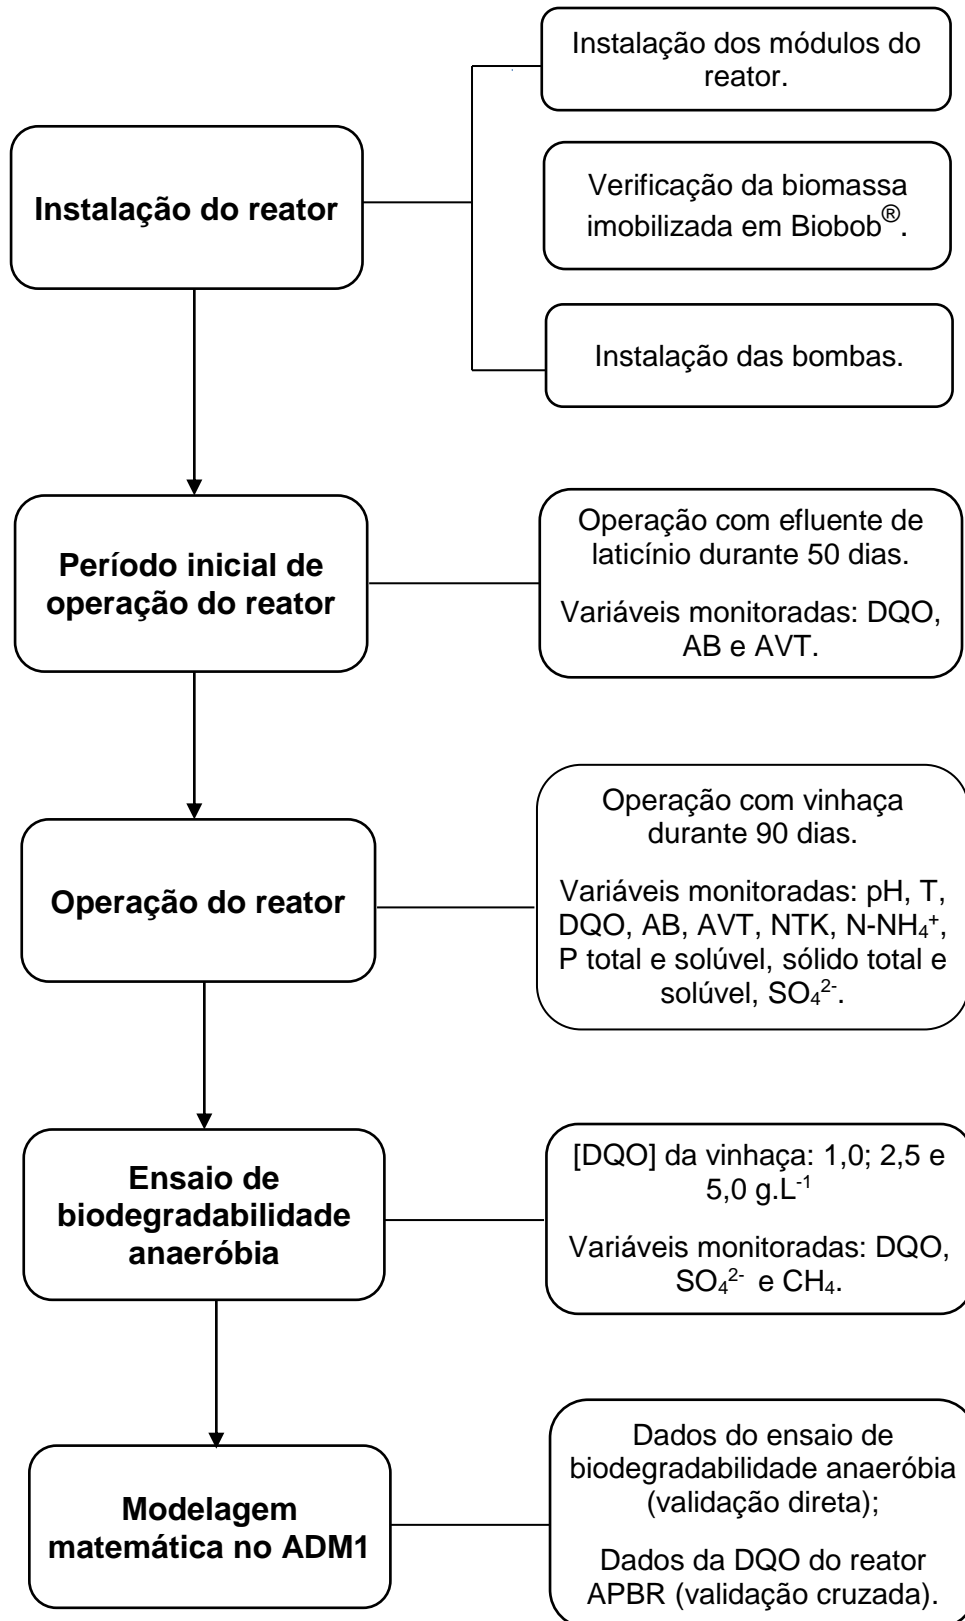 Instalação do reator
Instalação dos módulos do
reator.
Verificação da biomassa
imobilizada em Biobob®.
Instalação das bombas.
Período inicial de
operação do reator
Operação com efluente de
laticínio durante 50 dias.
Variáveis monitoradas: DQO,
AB e AVT.
Operação do reator
Operação com vinhaça
durante 90 dias.
Variáveis monitoradas: pH, T,
DQO, AB, AVT, NTK, N-NH₄⁺,
P total e solúvel, sólido total e
solúvel, SO₄²⁻.
Ensaio de
biodegradabilidade
anaeróbia
[DQO] da vinhaça: 1,0; 2,5 e
5,0 g.L⁻¹
Variáveis monitoradas: DQO,
SO₄²⁻ e CH₄.
Modelagem
matemática no ADM1
Dados do ensaio de
biodegradabilidade anaeróbia
(validação direta);
Dados da DQO do reator
APBR (validação cruzada).